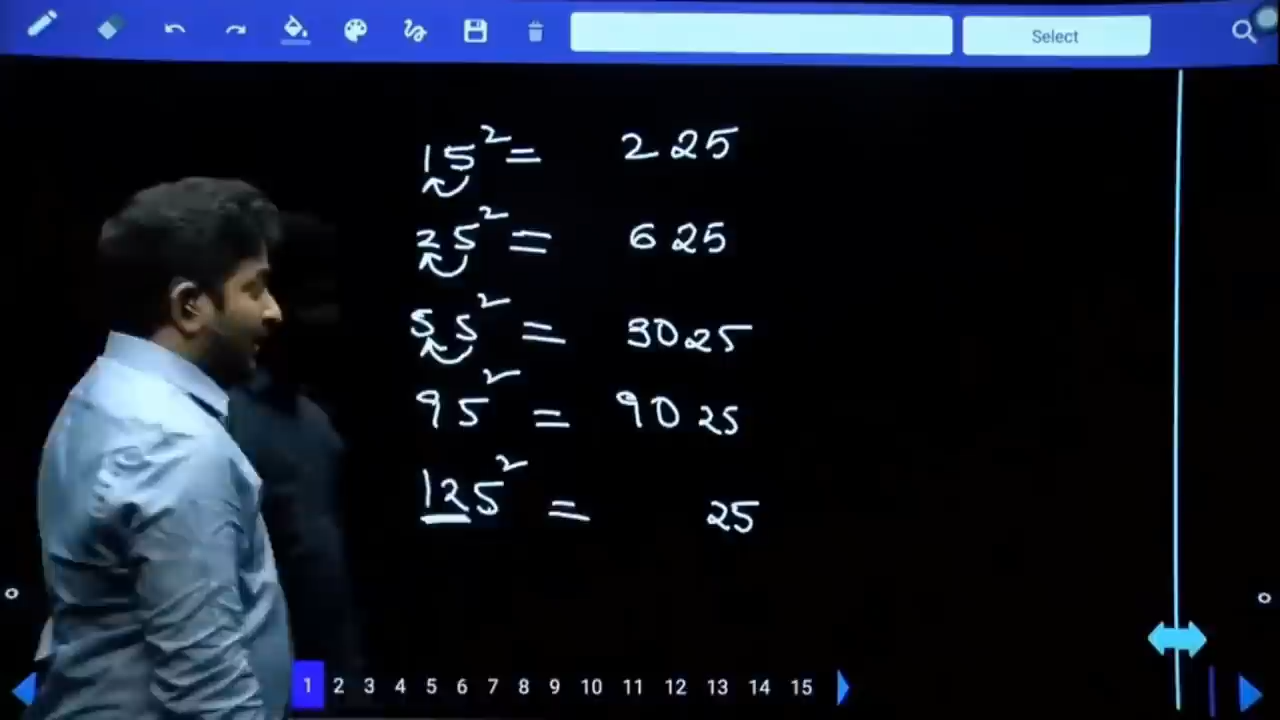 Select
15² = 225
25² = 625
55² = 3025
95² = 9025
125² = 25
1 2 3 4 5 6 7 8 9 10 11 12 13 14 15